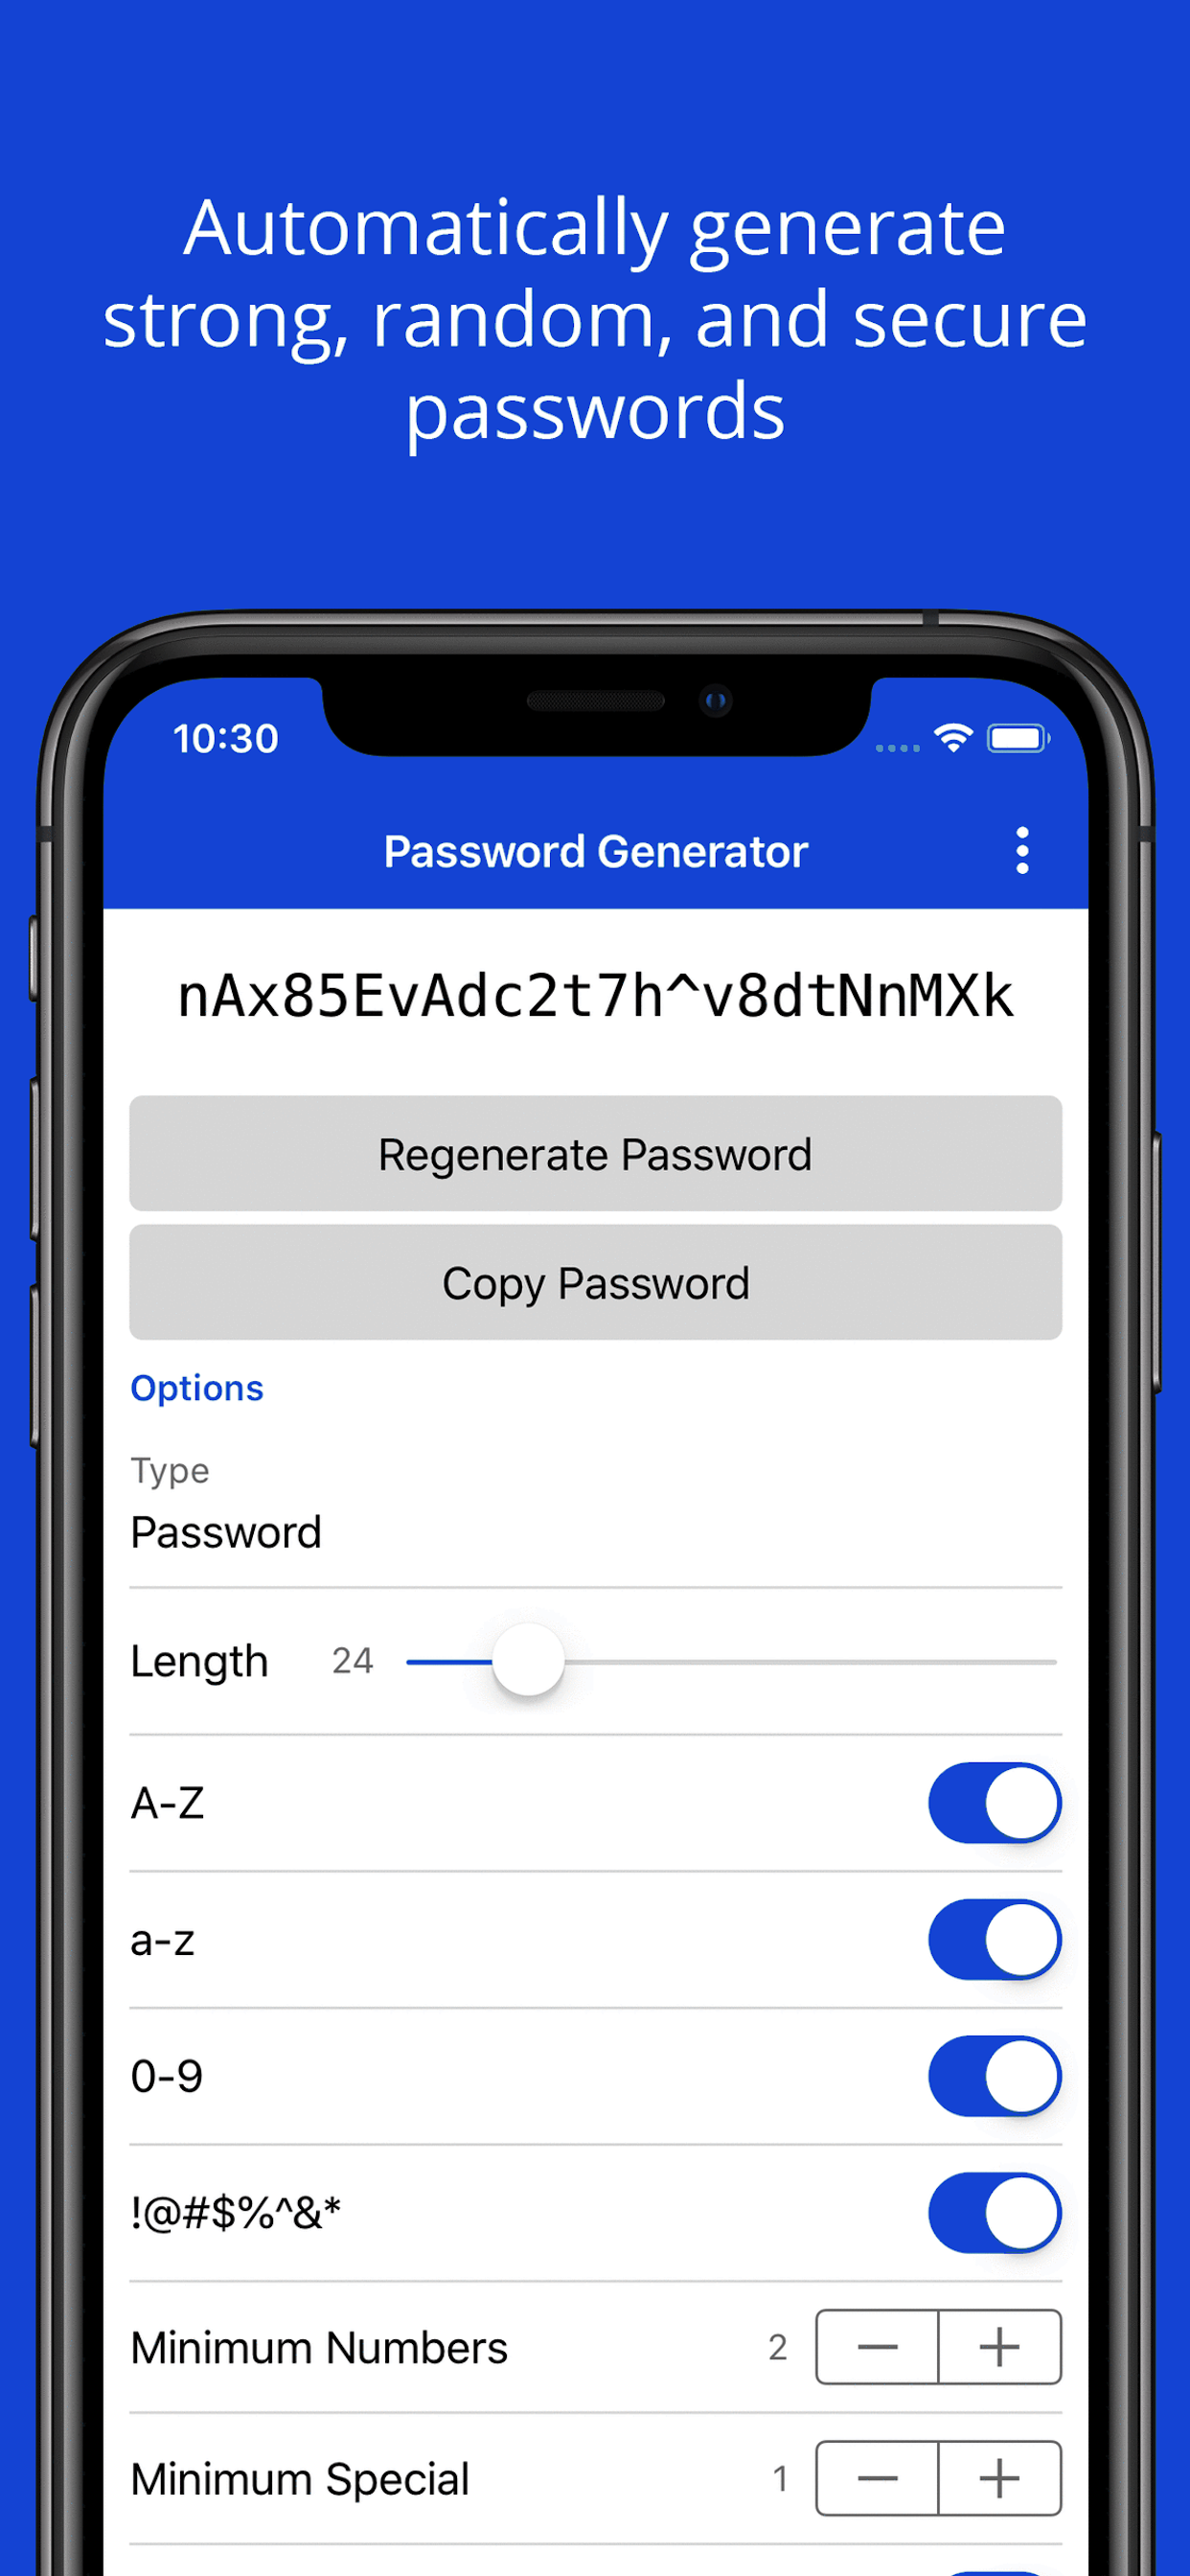 Automatically generate
strong, random, and secure
passwords
10:30
Password Generator
nAx85EvAdc2t7h^v8dtNnMXk
Regenerate Password
Copy Password
Options
Type
Password
Length 24
A-Z
a-z
0-9
!@#$%^&*
Minimum Numbers 2 − +
Minimum Special 1 − +